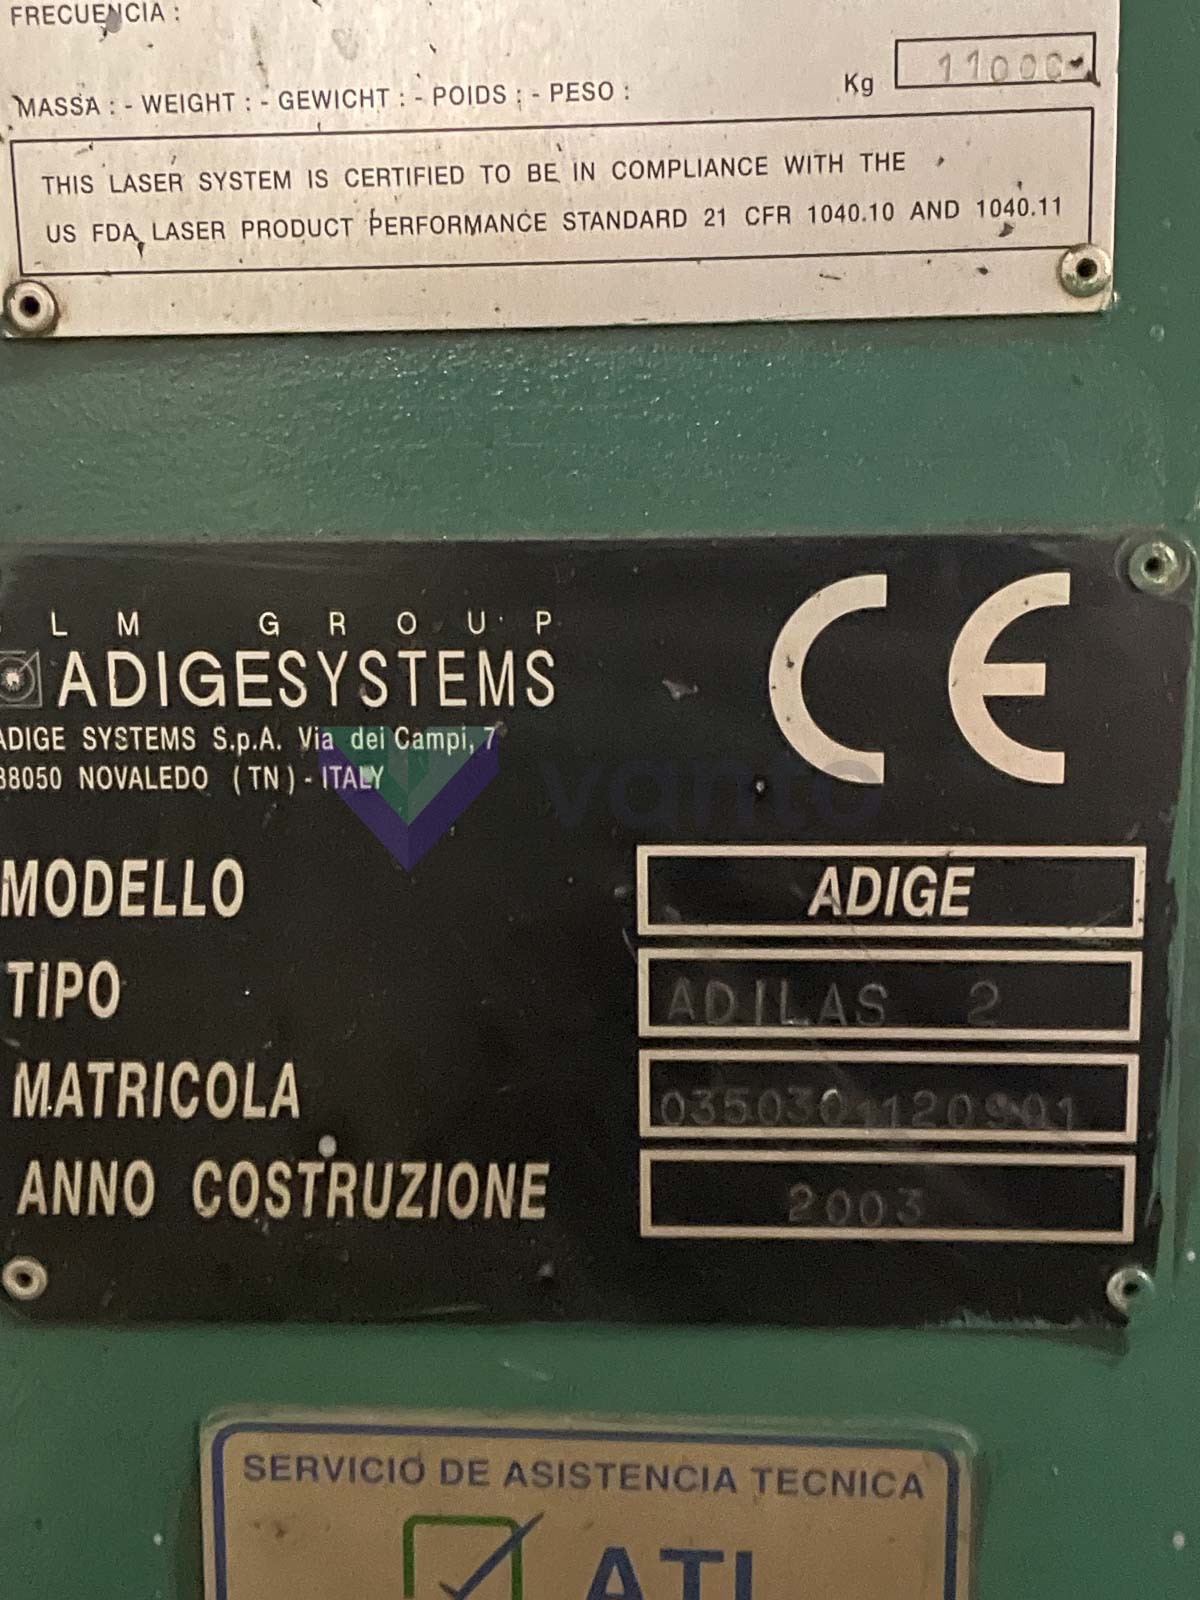 FRECUENCIA :
MASSA : - WEIGHT : - GEWICHT : - POIDS : - PESO : Kg 11000
THIS LASER SYSTEM IS CERTIFIED TO BE IN COMPLIANCE WITH THE
US FDA LASER PRODUCT PERFORMANCE STANDARD 21 CFR 1040.10 AND 1040.11
LM GROUP
ADIGESYSTEMS
CE
ADIGE SYSTEMS S.p.A. Via dei Campi, 7
38050 NOVALEDO (TN) - ITALY
vanto
MODELLO ADIGE
TIPO ADILAS 2
MATRICOLA
ANNO COSTRUZIONE 2003
SERVICIO DE ASISTENCIA TECNICA
ATI